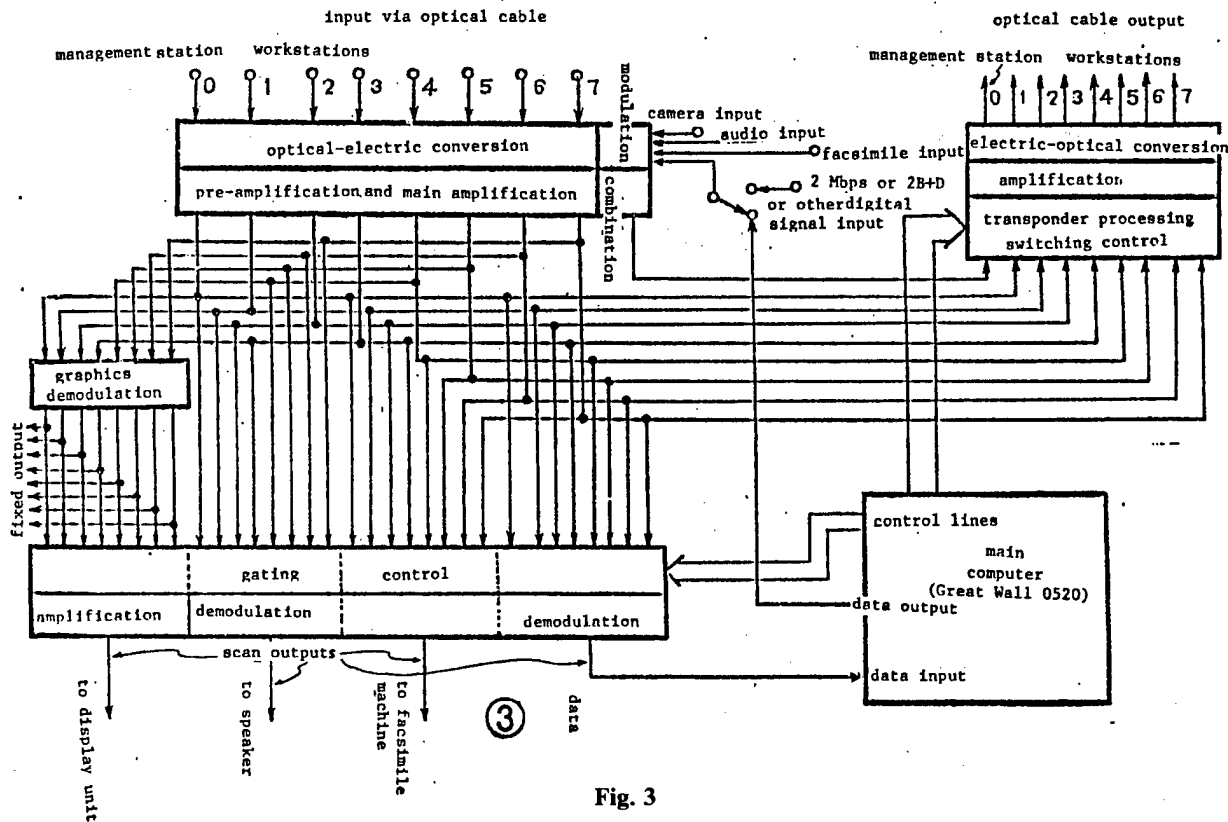 input via optical cable
optical cable output
management station workstations
management station workstations
0 1 2 3 4 5 6 7
0 1 2 3 4 5 6 7
modulation
camera input
audio input
facsimile input
2 Mbps or 2B+D
or otherdigital
signal input
optical-electric conversion
pre-amplification and main amplification
combination
electric-optical conversion
amplification
transponder processing
switching control
graphics
demodulation
fixed output
gating control
amplification demodulation demodulation
control lines
main
computer
(Great Wall 0520)
data output
data input
scan outputs
to display unit
to speaker
to facsimile
machine
3
data
Fig. 3